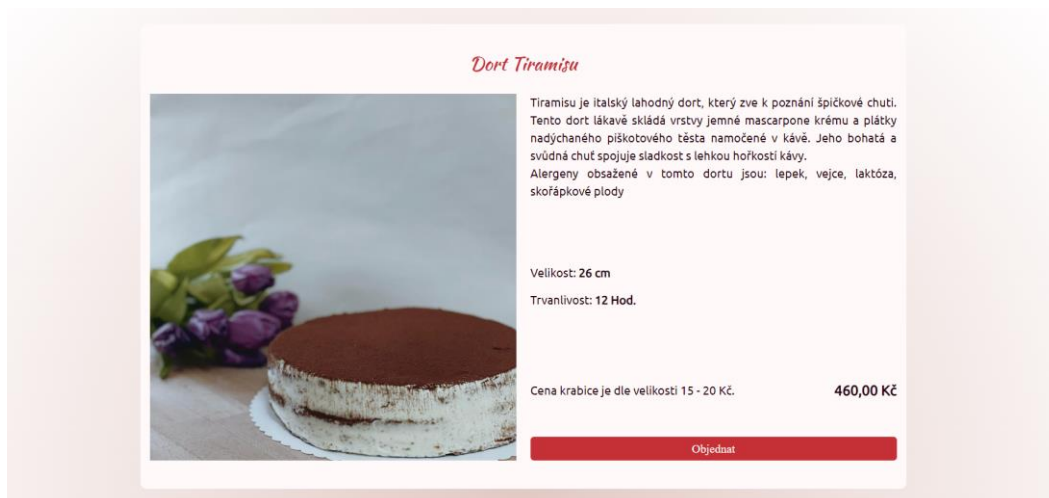 Dort Tiramisu
Tiramisu je italský lahodný dort, který zve k poznání špičkové chuti.
Tento dort lákavě skládá vrstvy jemné mascarpone krému a plátky
nadýchaného piškotového těsta namočené v kávě. Jeho bohatá a
svůdná chuť spojuje sladkost s lehkou hořkostí kávy.
Alergeny obsažené v tomto dortu jsou: lepek, vejce, laktóza,
skořápkové plody
Velikost: 26 cm
Trvanlivost: 12 Hod.
Cena krabice je dle velikosti 15 - 20 Kč. 460,00 Kč
Objednat